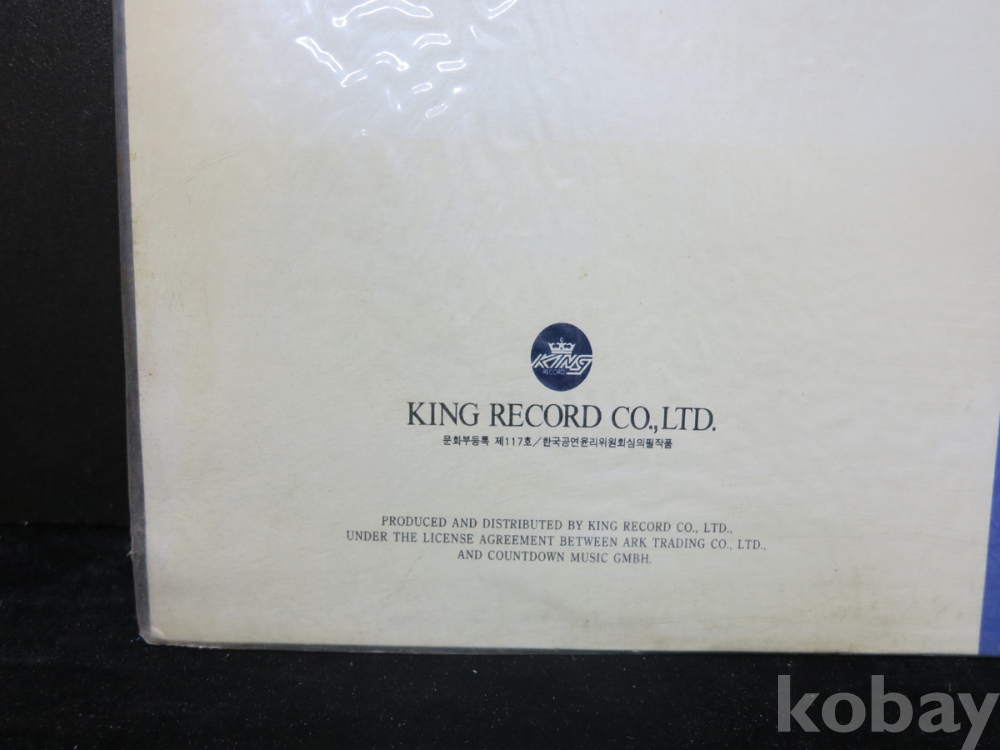 KING
RECORD
KING RECORD CO.,LTD.
문화부등록 제117호/한국공연윤리위원회심의필작품
PRODUCED AND DISTRIBUTED BY KING RECORD CO., LTD.,
UNDER THE LICENSE AGREEMENT BETWEEN ARK TRADING CO., LTD.,
AND COUNTDOWN MUSIC GMBH.
kobay